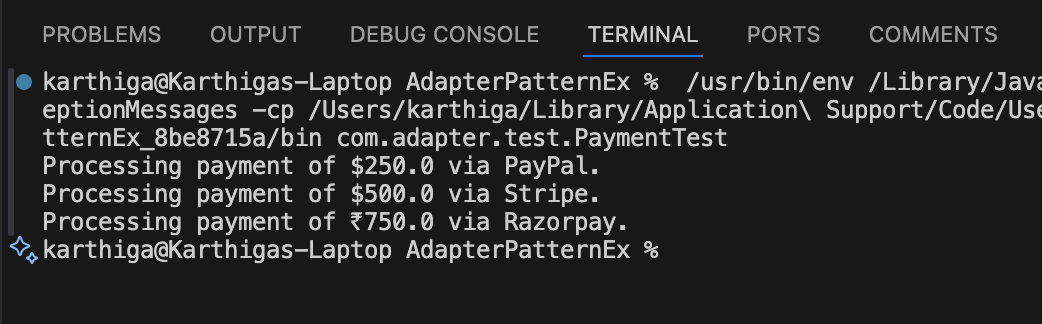 PROBLEMS OUTPUT DEBUG CONSOLE TERMINAL PORTS COMMENTS
karthiga@Karthigas-Laptop AdapterPatternEx %  /usr/bin/env /Library/Java
eptionMessages -cp /Users/karthiga/Library/Application\ Support/Code/Use
tternEx_8be8715a/bin com.adapter.test.PaymentTest
Processing payment of $250.0 via PayPal.
Processing payment of $500.0 via Stripe.
Processing payment of ₹750.0 via Razorpay.
karthiga@Karthigas-Laptop AdapterPatternEx %